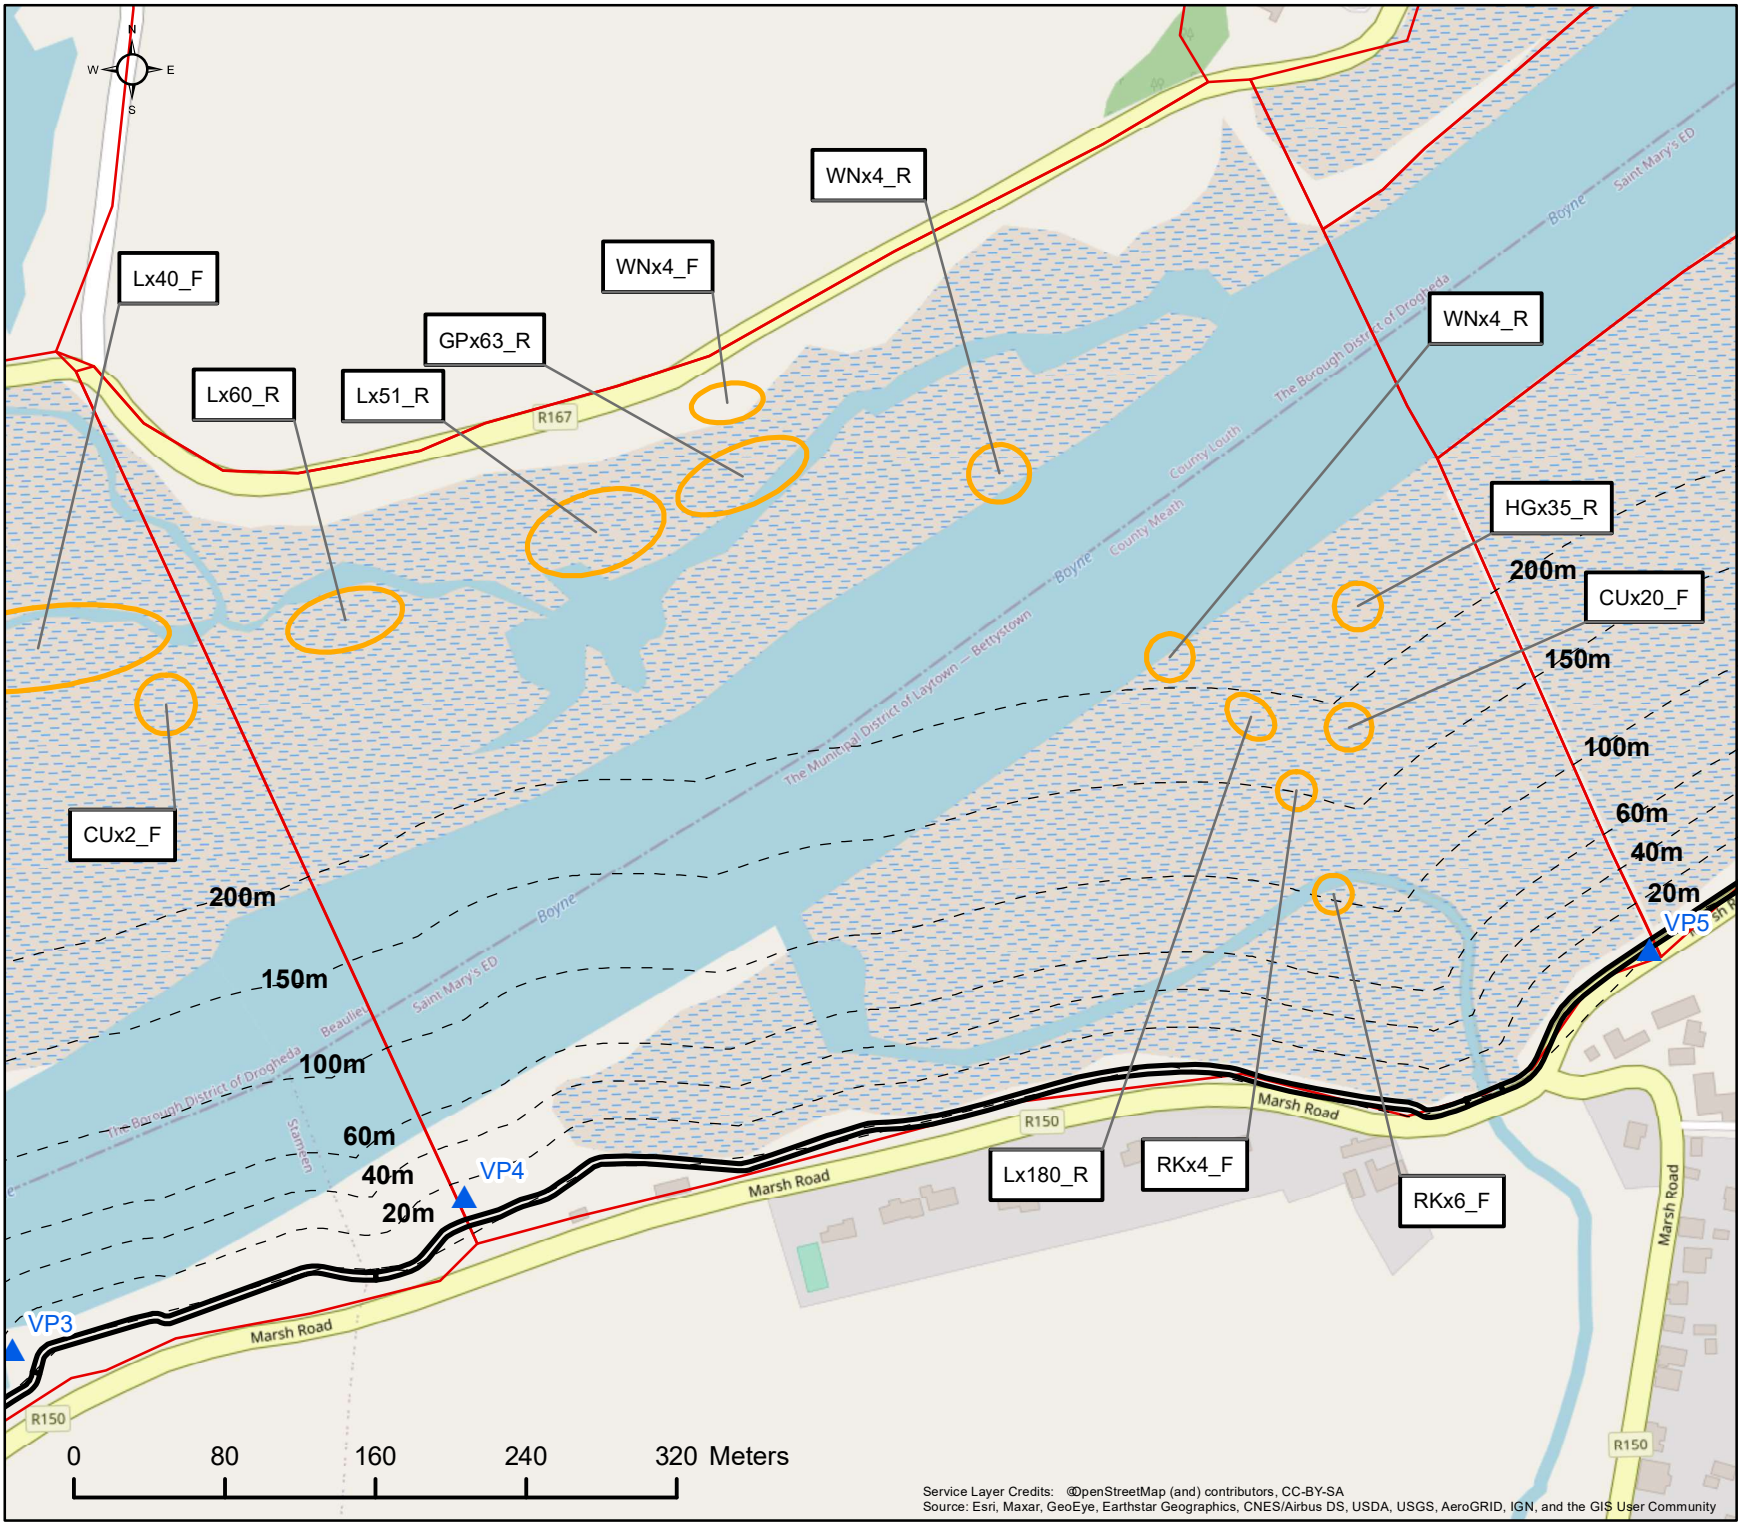 N
W
E
S
WNx4_R
Saint Mary's ED
Boyne
Lx40_F
WNx4_F
The Borough District of Drogheda
WNx4_R
GPx63_R
Lx60_R
Lx51_R
R167
County Louth
HGx35_R
County Meath
Boyne
200m
CUx20_F
The Municipal District of Laytown — Bettystown
150m
100m
CUx2_F
60m
40m
200m
20m
VP5
Boyne
150m
Saint Mary's ED
Beaulieu
100m
The Borough District of Drogheda
Stameen
60m
R150
Marsh Road
40m
VP4
20m
Marsh Road
Lx180_R
RKx4_F
RKx6_F
Marsh Road
VP3
Marsh Road
R150
R150
0
80
160
240
320 Meters
Service Layer Credits: ©OpenStreetMap (and) contributors, CC-BY-SA
Source: Esri, Maxar, GeoEye, Earthstar Geographics, CNES/Airbus DS, USDA, USGS, AeroGRID, IGN, and the GIS User Community